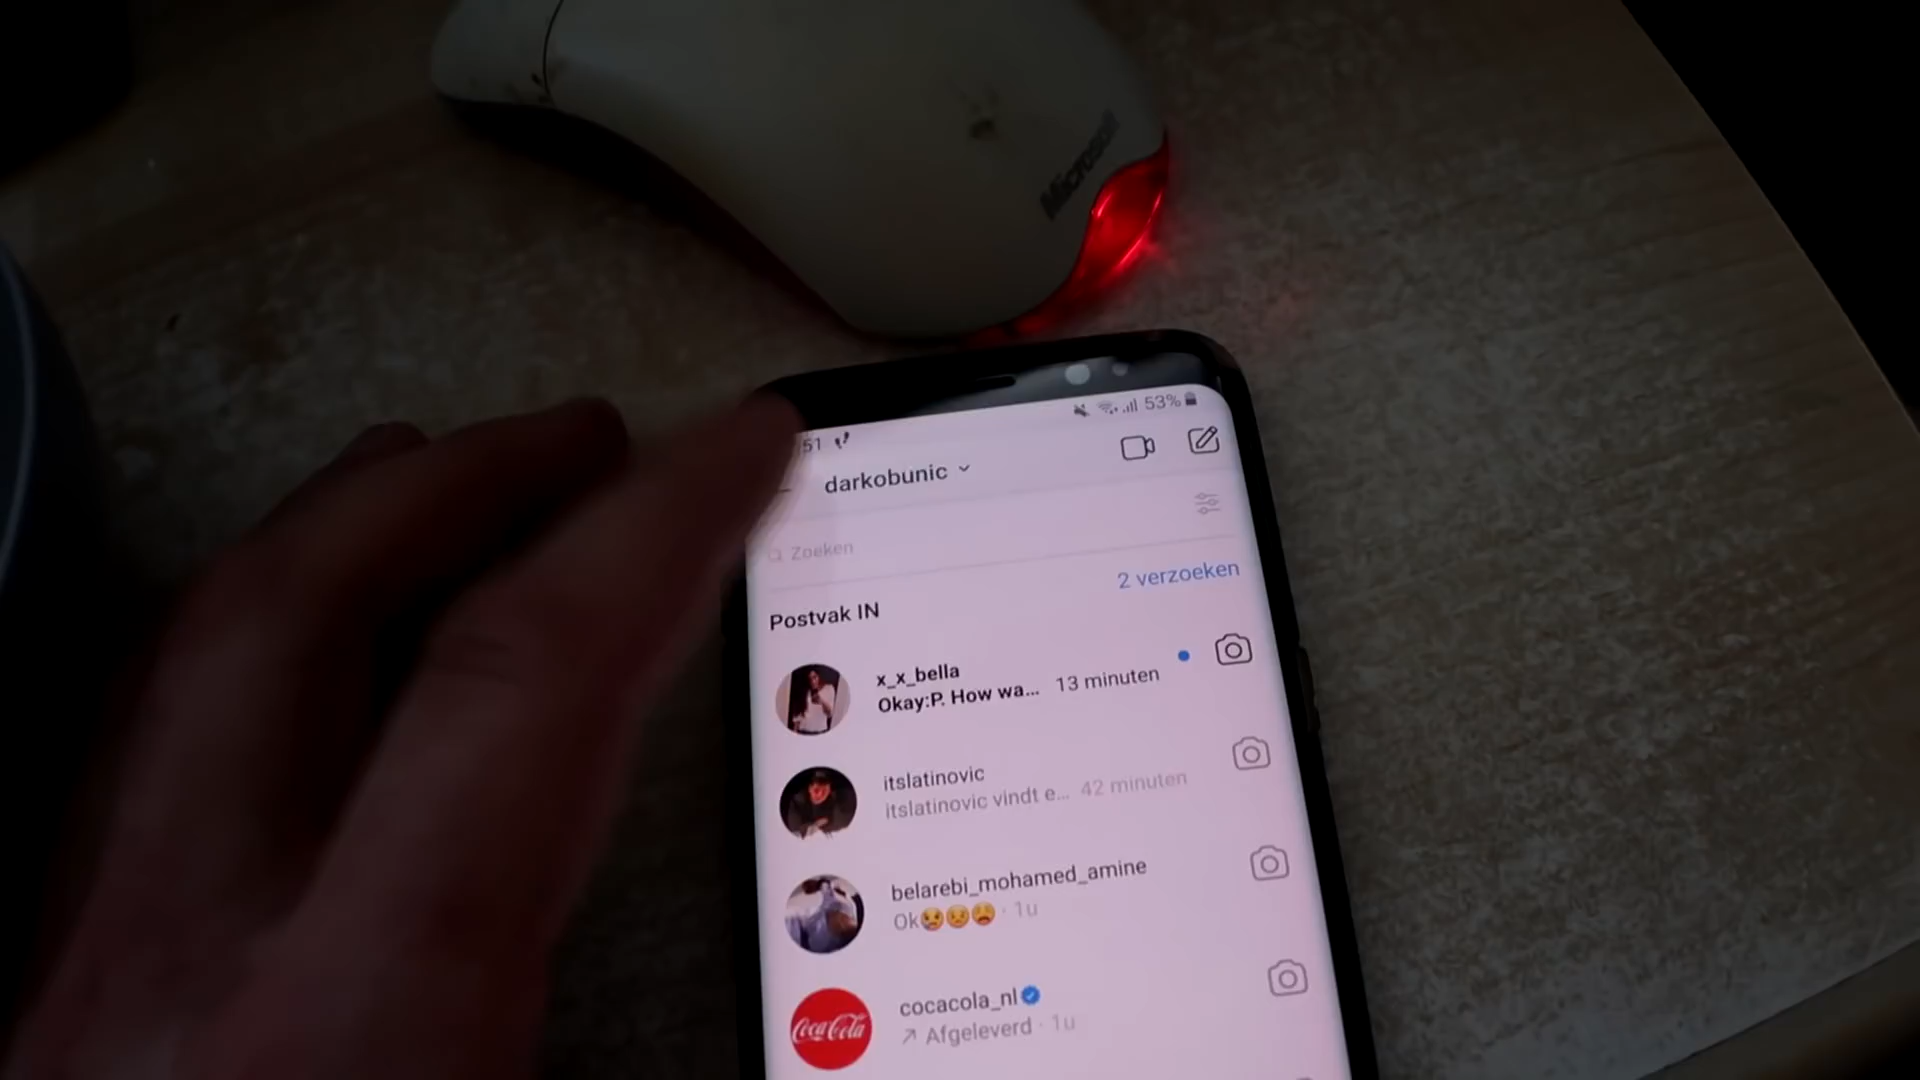 Microsoft
51 53%
darkobunic
Zoeken
2 verzoeken
Postvak IN
x_x_bella
Okay:P. How wa... 13 minuten
itslatinovic
itslatinovic vindt e... 42 minuten
belarebi_mohamed_amine
Ok😢😣😩 · 1u
cocacola_nl
Coca-Cola
Afgeleverd · 1u